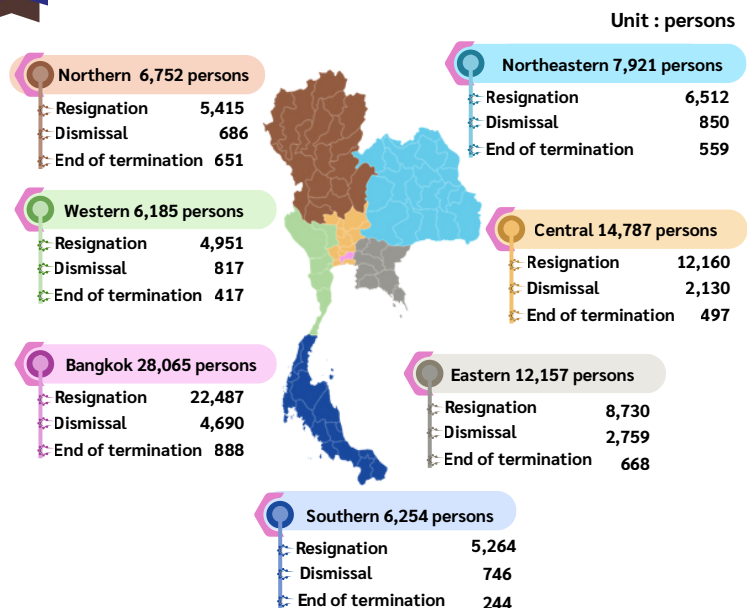 Unit : persons
Northern 6,752 persons
Resignation 5,415
Dismissal 686
End of termination 651
Northeastern 7,921 persons
Resignation 6,512
Dismissal 850
End of termination 559
Western 6,185 persons
Resignation 4,951
Dismissal 817
End of termination 417
Central 14,787 persons
Resignation 12,160
Dismissal 2,130
End of termination 497
Bangkok 28,065 persons
Resignation 22,487
Dismissal 4,690
End of termination 888
Eastern 12,157 persons
Resignation 8,730
Dismissal 2,759
End of termination 668
Southern 6,254 persons
Resignation 5,264
Dismissal 746
End of termination 244